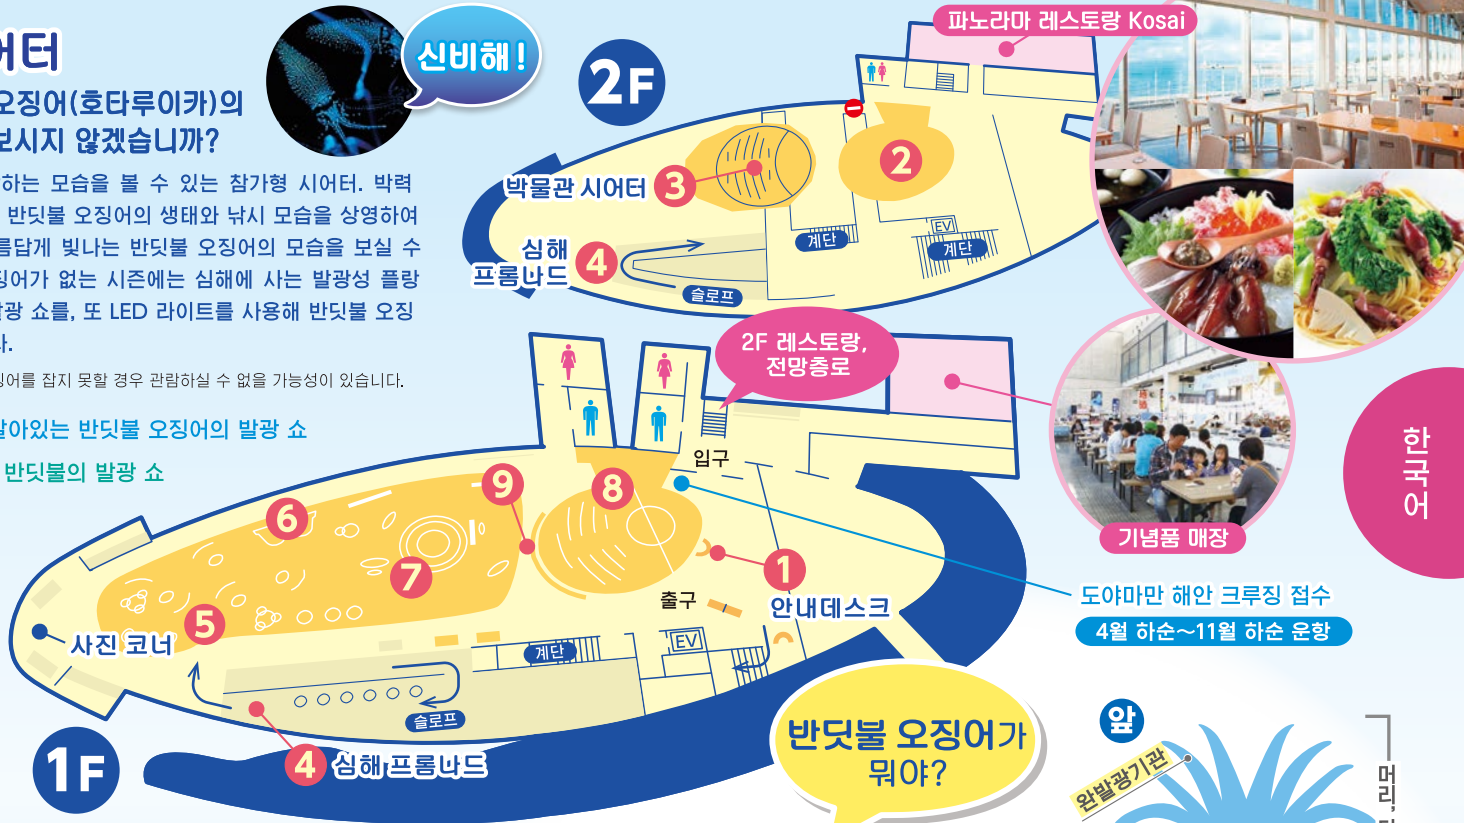 어터
신비해!
오징어(호타루이카)의
보시지 않겠습니까?
하는 모습을 볼 수 있는 참가형 시어터. 박력
반딧불 오징어의 생태와 낚시 모습을 상영하여
름답게 빛나는 반딧불 오징어의 모습을 보실 수
징어가 없는 시즌에는 심해에 사는 발광성 플랑
발광 쇼를, 또 LED 라이트를 사용해 반딧불 오징
다.
징어를 잡지 못할 경우 관람하실 수 없을 가능성이 있습니다.
살아있는 반딧불 오징어의 발광 쇼
반딧불의 발광 쇼
2F
파노라마 레스토랑 Kosai
2
박물관 시어터 3
심해
프롬나드 4
계단
EV
계단
슬로프
2F 레스토랑,
전망층로
입구
9
8
6
7
5
1
안내데스크
출구
사진 코너
계단
EV
슬로프
4 심해 프롬나드
1F
기념품 매장
도야마만 해안 크루징 접수
4월 하순~11월 하순 운항
한국어
반딧불 오징어가
뭐야?
앞
완발광기관
머리,